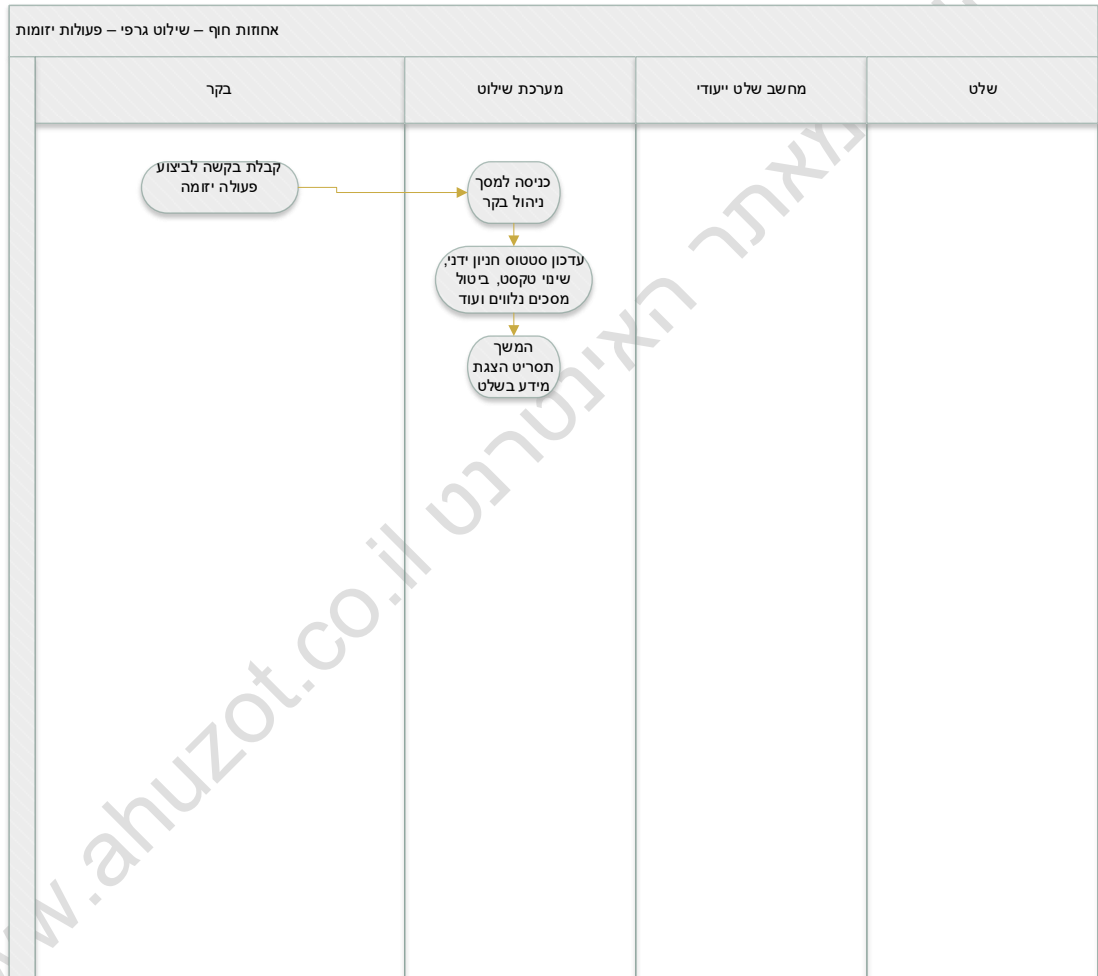 אחוזות חוף – שילוט גרפי – פעולות יזומות
בקר
מערכת שילוט
מחשב שלט ייעודי
שלט
קבלת בקשה לביצוע
פעולה יזומה
כניסה למסך
ניהול בקר
עדכון סטטוס חניון ידני,
שינוי טקסט, ביטול
מסכים נלווים ועוד
המשך
תסריט הצגת
מידע בשלט
מאתר האינטרנט www.ahuzot.co.il